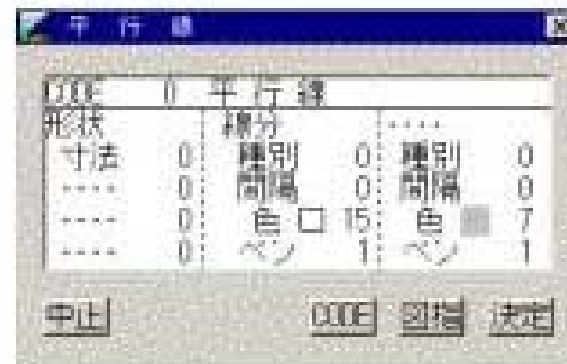 平行線
CODE 0 平行線
形状 線分 ----
寸法 0 種別 0 種別 0
---- 0 間隔 0 間隔 0
---- 0 色 15 色 7
---- 0 ペン 1 ペン 1
中止 CODE 図指 決定